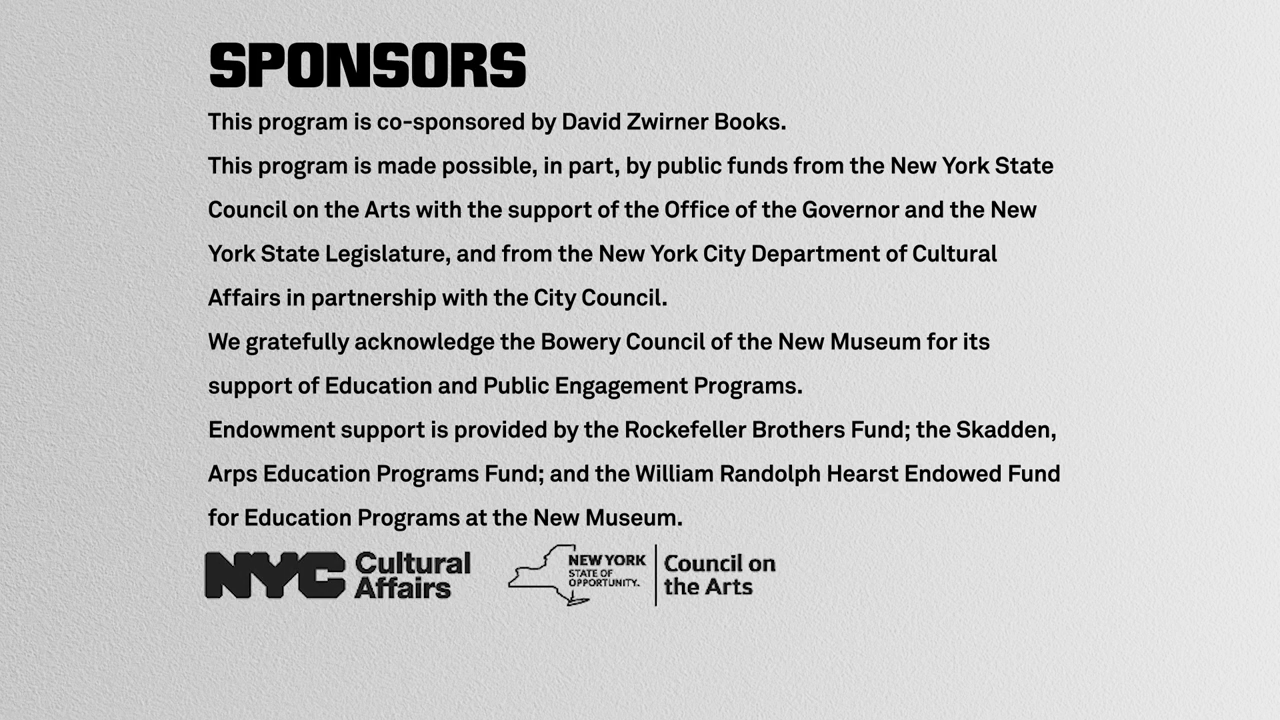 SPONSORS
This program is co-sponsored by David Zwirner Books.
This program is made possible, in part, by public funds from the New York State
Council on the Arts with the support of the Office of the Governor and the New
York State Legislature, and from the New York City Department of Cultural
Affairs in partnership with the City Council.
We gratefully acknowledge the Bowery Council of the New Museum for its
support of Education and Public Engagement Programs.
Endowment support is provided by the Rockefeller Brothers Fund; the Skadden,
Arps Education Programs Fund; and the William Randolph Hearst Endowed Fund
for Education Programs at the New Museum.
NYC Cultural
Affairs
NEW YORK
STATE OF
OPPORTUNITY.
Council on
the Arts